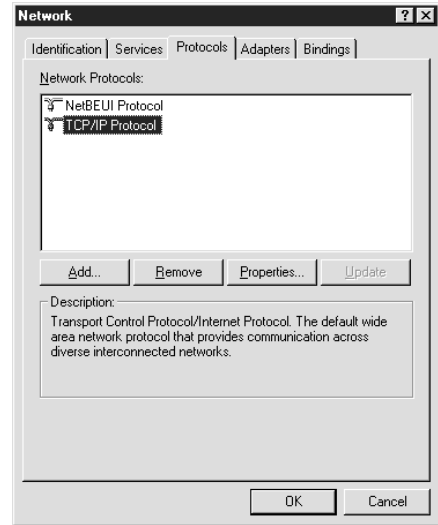 Network
Identification Services Protocols Adapters Bindings
Network Protocols:
NetBEUI Protocol
TCP/IP Protocol
Add... Remove Properties... Update
Description:
Transport Control Protocol/Internet Protocol. The default wide
area network protocol that provides communication across
diverse interconnected networks.
OK Cancel